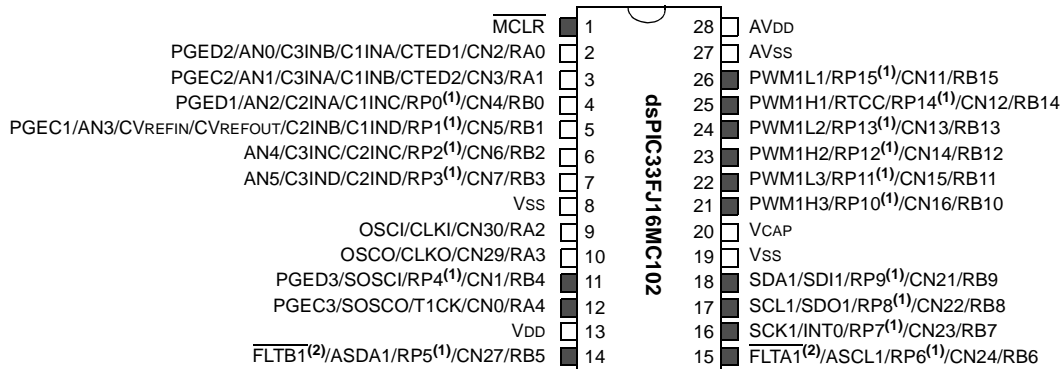 MCLR 1
PGED2/AN0/C3INB/C1INA/CTED1/CN2/RA0 2
PGEC2/AN1/C3INA/C1INB/CTED2/CN3/RA1 3
PGED1/AN2/C2INA/C1INC/RP0(1)/CN4/RB0 4
PGEC1/AN3/CVREFIN/CVREFOUT/C2INB/C1IND/RP1(1)/CN5/RB1 5
AN4/C3INC/C2INC/RP2(1)/CN6/RB2 6
AN5/C3IND/C2IND/RP3(1)/CN7/RB3 7
VSS 8
OSCI/CLKI/CN30/RA2 9
OSCO/CLKO/CN29/RA3 10
PGED3/SOSCI/RP4(1)/CN1/RB4 11
PGEC3/SOSCO/T1CK/CN0/RA4 12
VDD 13
FLTB1(2)/ASDA1/RP5(1)/CN27/RB5 14
dsPIC33FJ16MC102
28 AVDD
27 AVSS
26 PWM1L1/RP15(1)/CN11/RB15
25 PWM1H1/RTCC/RP14(1)/CN12/RB14
24 PWM1L2/RP13(1)/CN13/RB13
23 PWM1H2/RP12(1)/CN14/RB12
22 PWM1L3/RP11(1)/CN15/RB11
21 PWM1H3/RP10(1)/CN16/RB10
20 VCAP
19 VSS
18 SDA1/SDI1/RP9(1)/CN21/RB9
17 SCL1/SDO1/RP8(1)/CN22/RB8
16 SCK1/INT0/RP7(1)/CN23/RB7
15 FLTA1(2)/ASCL1/RP6(1)/CN24/RB6